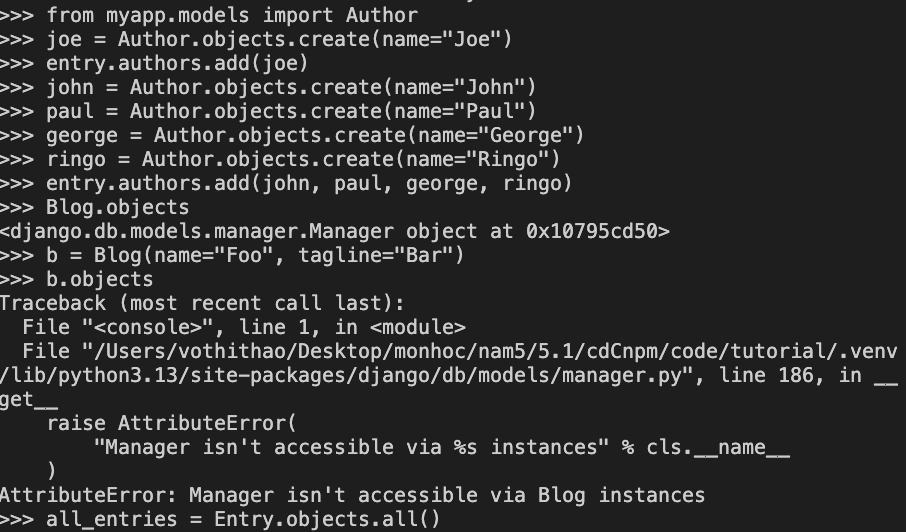 >>> from myapp.models import Author
>>> joe = Author.objects.create(name="Joe")
>>> entry.authors.add(joe)
>>> john = Author.objects.create(name="John")
>>> paul = Author.objects.create(name="Paul")
>>> george = Author.objects.create(name="George")
>>> ringo = Author.objects.create(name="Ringo")
>>> entry.authors.add(john, paul, george, ringo)
>>> Blog.objects
<django.db.models.manager.Manager object at 0x10795cd50>
>>> b = Blog(name="Foo", tagline="Bar")
>>> b.objects
Traceback (most recent call last):
  File "<console>", line 1, in <module>
  File "/Users/vothithao/Desktop/monhoc/nam5/5.1/cdCnpm/code/tutorial/.venv
/lib/python3.13/site-packages/django/db/models/manager.py", line 186, in __
get__
    raise AttributeError(
        "Manager isn't accessible via %s instances" % cls.__name__
    )
AttributeError: Manager isn't accessible via Blog instances
>>> all_entries = Entry.objects.all()